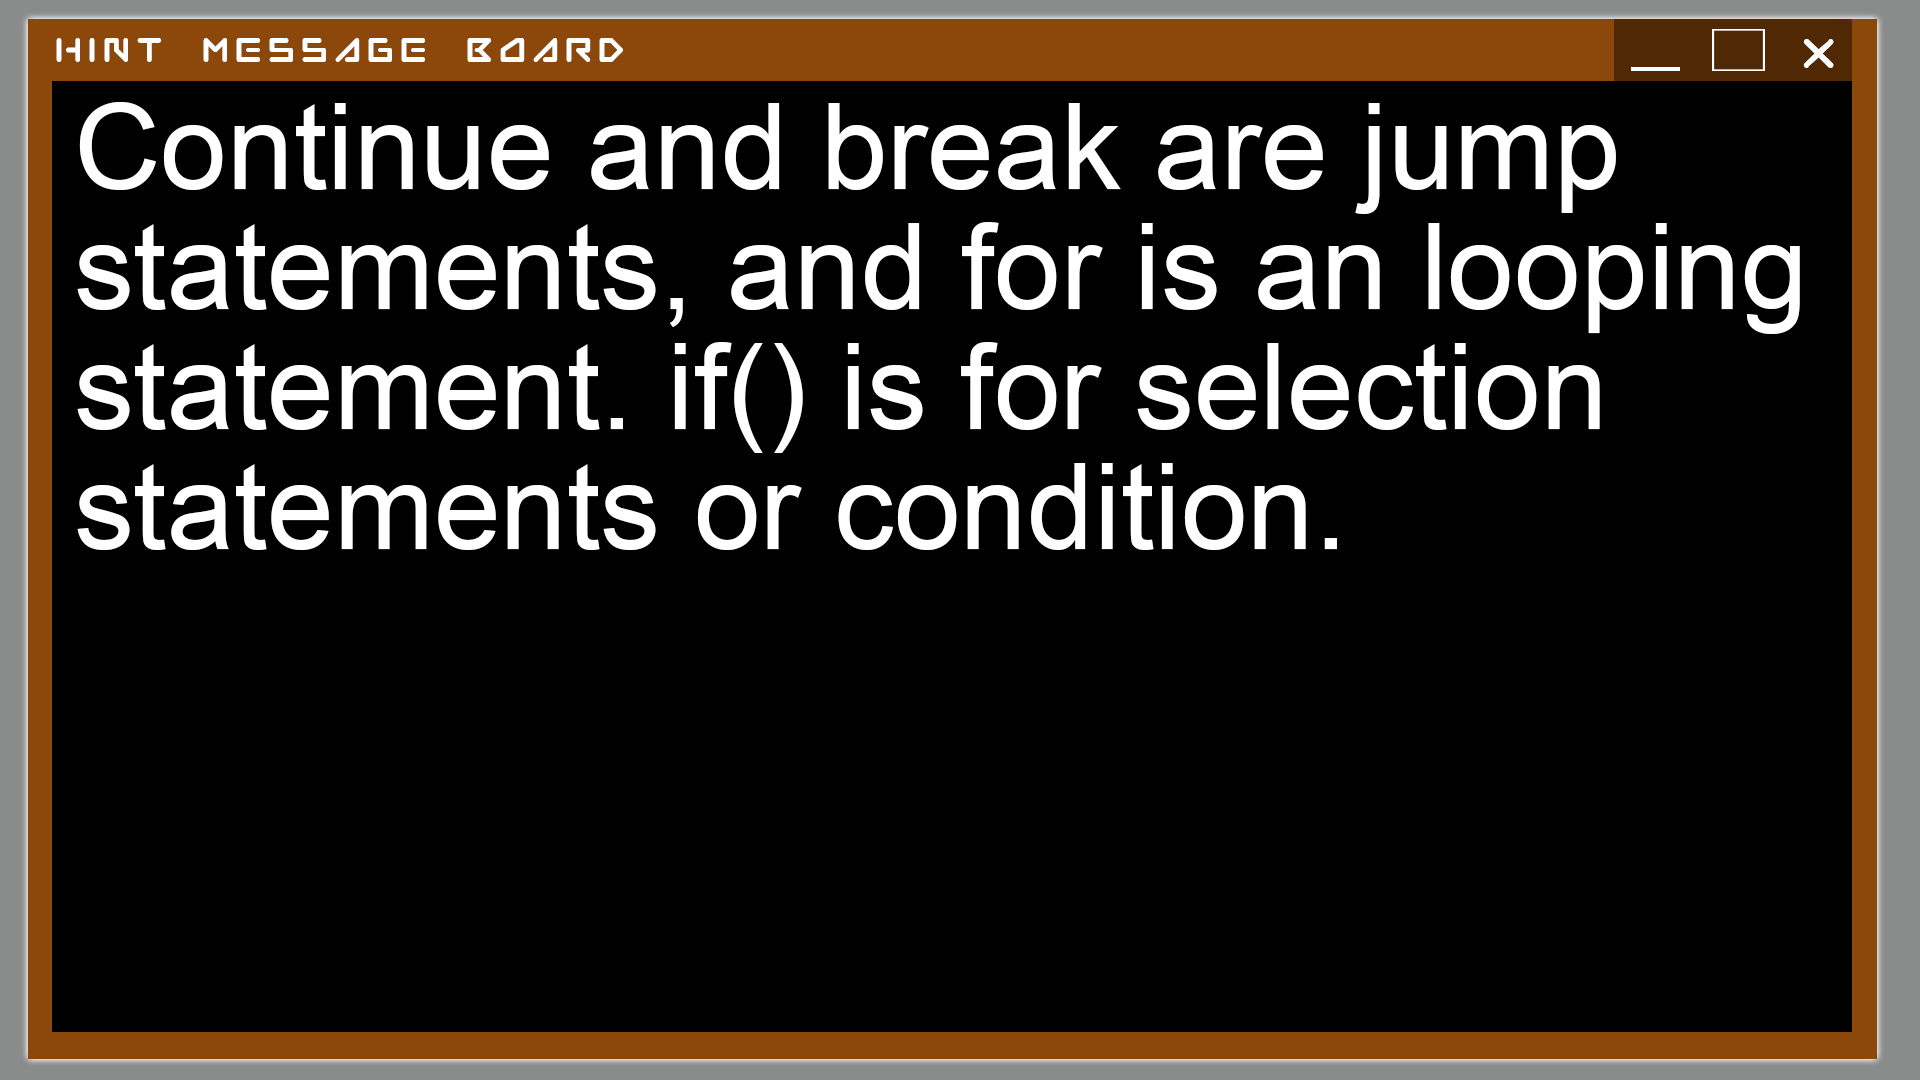 HINT MESSAGE BOARD
Continue and break are jump
statements, and for is an looping
statement. if() is for selection
statements or condition.